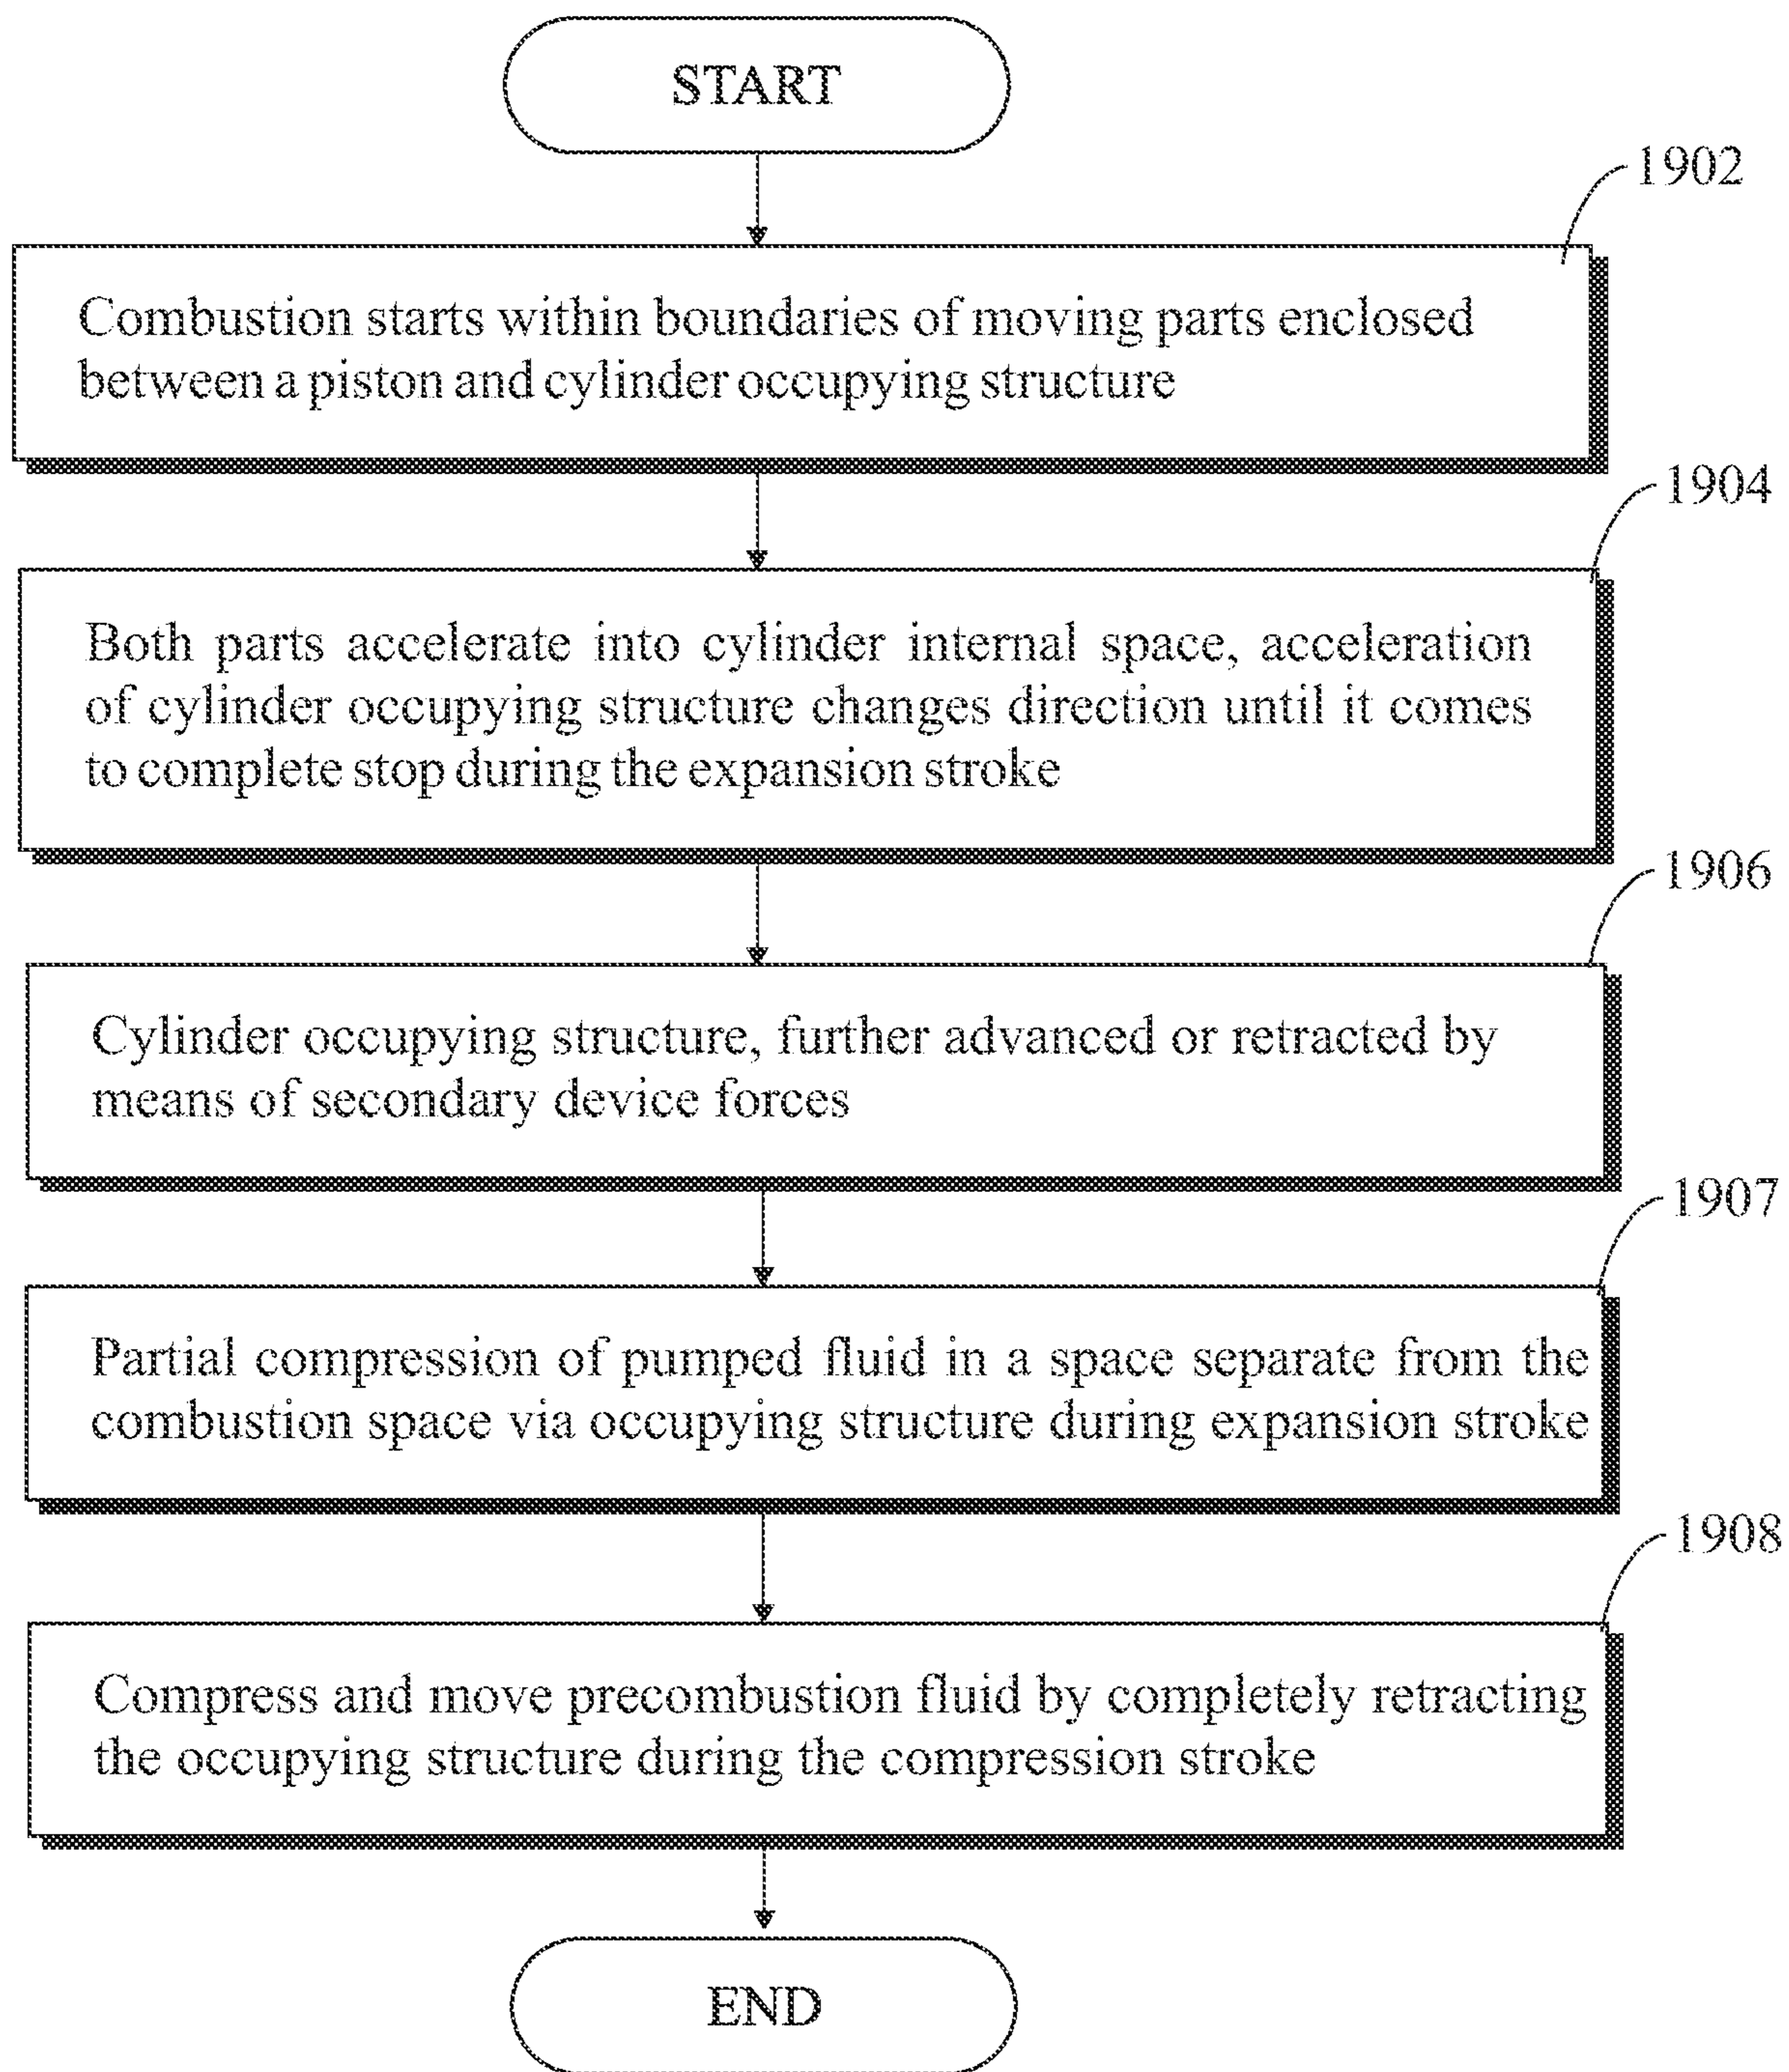 START
1902
Combustion starts within boundaries of moving parts enclosed
between a piston and cylinder occupying structure
1904
Both parts accelerate into cylinder internal space, acceleration
of cylinder occupying structure changes direction until it comes
to complete stop during the expansion stroke
1906
Cylinder occupying structure, further advanced or retracted by
means of secondary device forces
1907
Partial compression of pumped fluid in a space separate from the
combustion space via occupying structure during expansion stroke
1908
Compress and move precombustion fluid by completely retracting
the occupying structure during the compression stroke
END